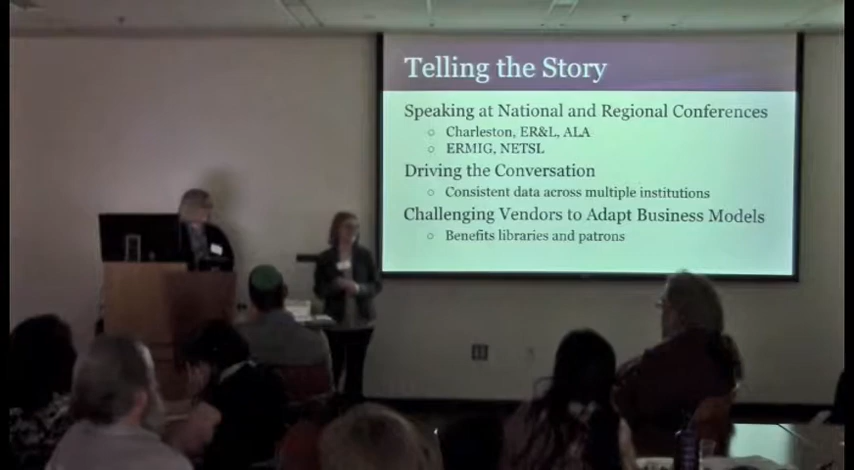 Telling the Story
Speaking at National and Regional Conferences
○ Charleston, ER&L, ALA
○ ERMIG, NETSL
Driving the Conversation
○ Consistent data across multiple institutions
Challenging Vendors to Adapt Business Models
○ Benefits libraries and patrons